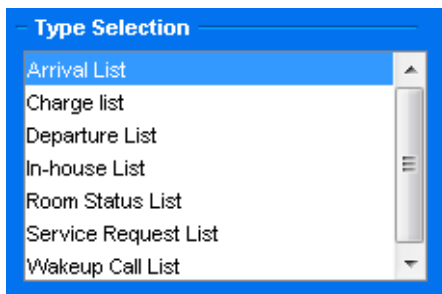 Type Selection
Arrival List
Charge list
Departure List
In-house List
Room Status List
Service Request List
Wakeup Call List